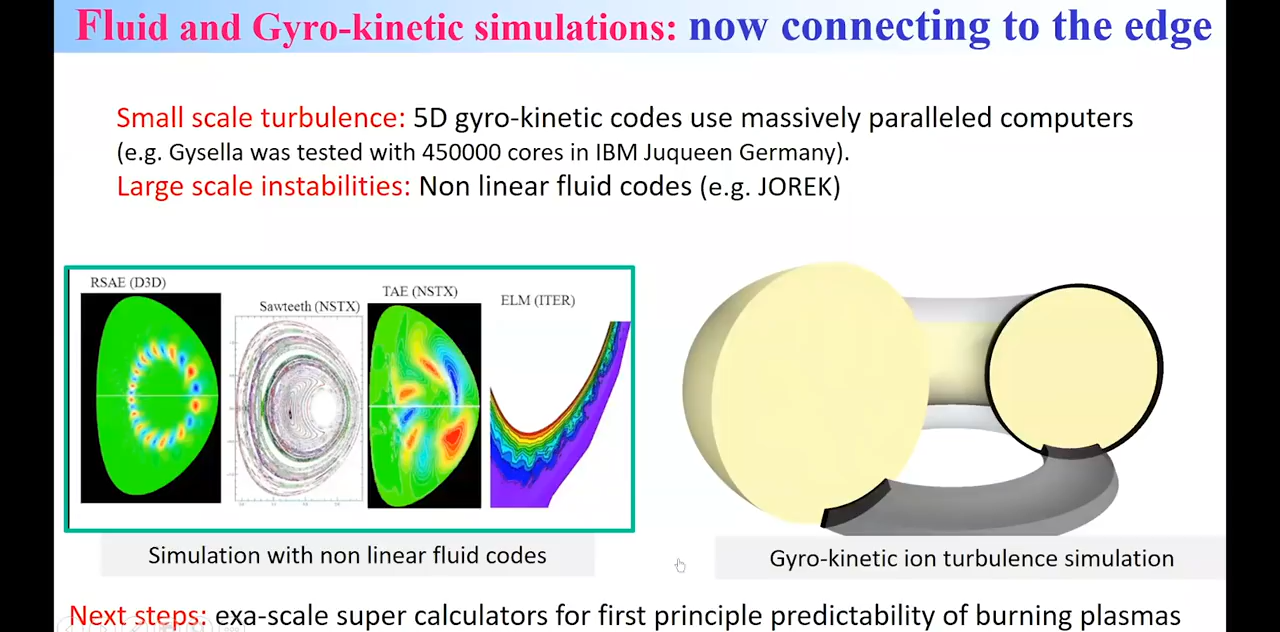 Fluid and Gyro-kinetic simulations: now connecting to the edge
Small scale turbulence: 5D gyro-kinetic codes use massively paralleled computers
(e.g. Gysella was tested with 450000 cores in IBM Juqueen Germany).
Large scale instabilities: Non linear fluid codes (e.g. JOREK)
RSAE (D3D)
Sawteeth (NSTX)
TAE (NSTX)
ELM (ITER)
Simulation with non linear fluid codes
Gyro-kinetic ion turbulence simulation
Next steps: exa-scale super calculators for first principle predictability of burning plasmas